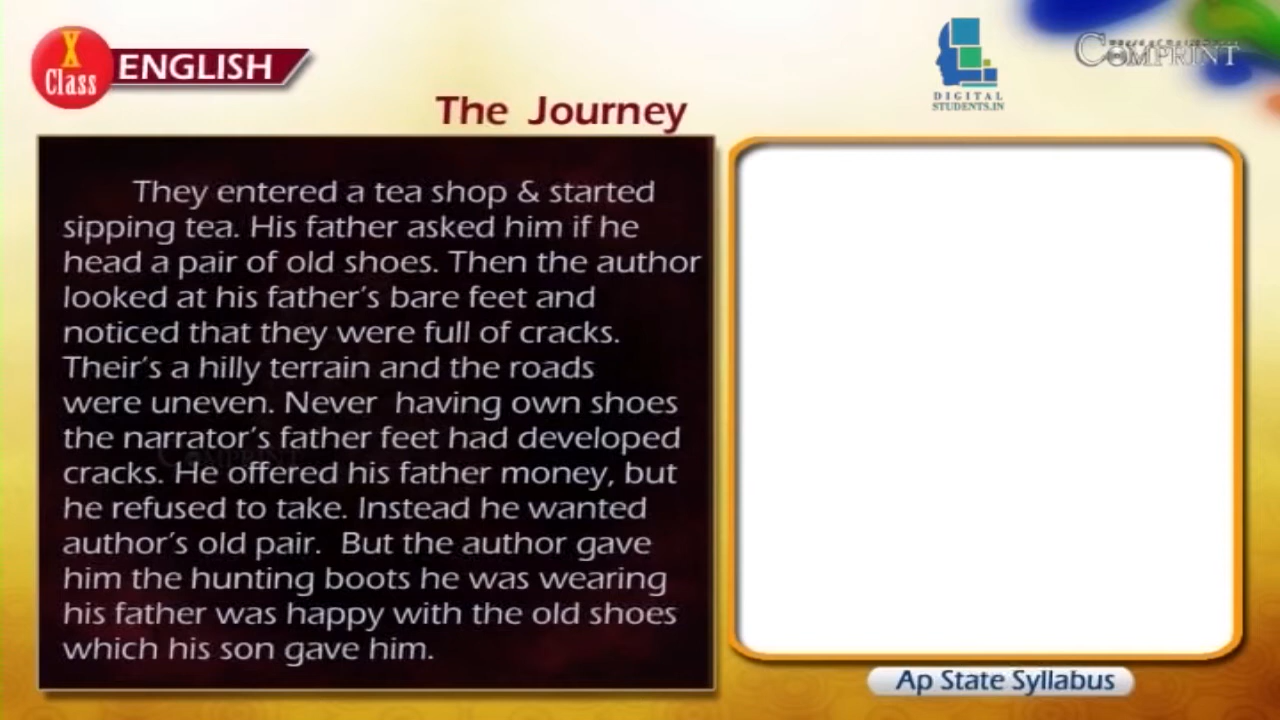 X
Class
ENGLISH
DIGITAL
STUDENTS.IN
COMPRINT
The Journey
They entered a tea shop & started
sipping tea. His father asked him if he
head a pair of old shoes. Then the author
looked at his father's bare feet and
noticed that they were full of cracks.
Their's a hilly terrain and the roads
were uneven. Never having own shoes
the narrator's father feet had developed
cracks. He offered his father money, but
he refused to take. Instead he wanted
author's old pair. But the author gave
him the hunting boots he was wearing
his father was happy with the old shoes
which his son gave him.
Ap State Syllabus